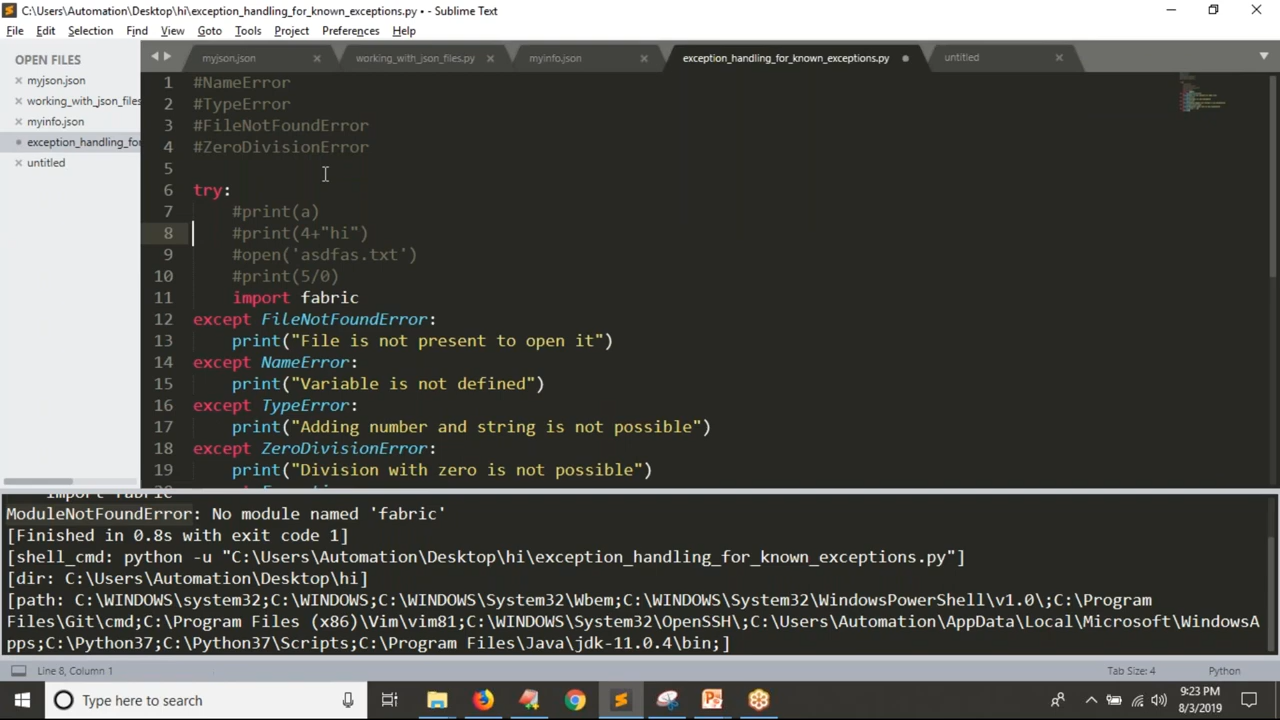 C:\Users\Automation\Desktop\hi\exception_handling_for_known_exceptions.py • - Sublime Text
File Edit Selection View Goto Tools Project Preferences Help
OPEN FILES
myjson.json
working_with_json_files
myinfo.json
exception_handling_for
untitled
myjson.json working_with_json_files.py myinfo.json exception_handling_for_known_exceptions.py untitled
1 #NameError
2 #TypeError
3 #FileNotFoundError
4 #ZeroDivisionError
5
6 try:
7 #print(a)
8 #print(4+"hi")
9 #open('asdfas.txt')
10 #print(5/0)
11 import fabric
12 except FileNotFoundError:
13 print("File is not present to open it")
14 except NameError:
15 print("Variable is not defined")
16 except TypeError:
17 print("Adding number and string is not possible")
18 except ZeroDivisionError:
19 print("Division with zero is not possible")
import fabric
ModuleNotFoundError: No module named 'fabric'
[Finished in 0.8s with exit code 1]
[shell_cmd: python -u "C:\Users\Automation\Desktop\hi\exception_handling_for_known_exceptions.py"]
[dir: C:\Users\Automation\Desktop\hi]
[path: C:\WINDOWS\system32;C:\WINDOWS;C:\WINDOWS\System32\Wbem;C:\WINDOWS\System32\WindowsPowerShell\v1.0\;C:\Program
Files\Git\cmd;C:\Program Files (x86)\Vim\vim81;C:\WINDOWS\System32\OpenSSH\;C:\Users\Automation\AppData\Local\Microsoft\WindowsA
pps;C:\Python37;C:\Python37\Scripts;C:\Program Files\Java\jdk-11.0.4\bin;]
Line 8, Column 1 Tab Size: 4 Python
Type here to search
9:23 PM
8/3/2019